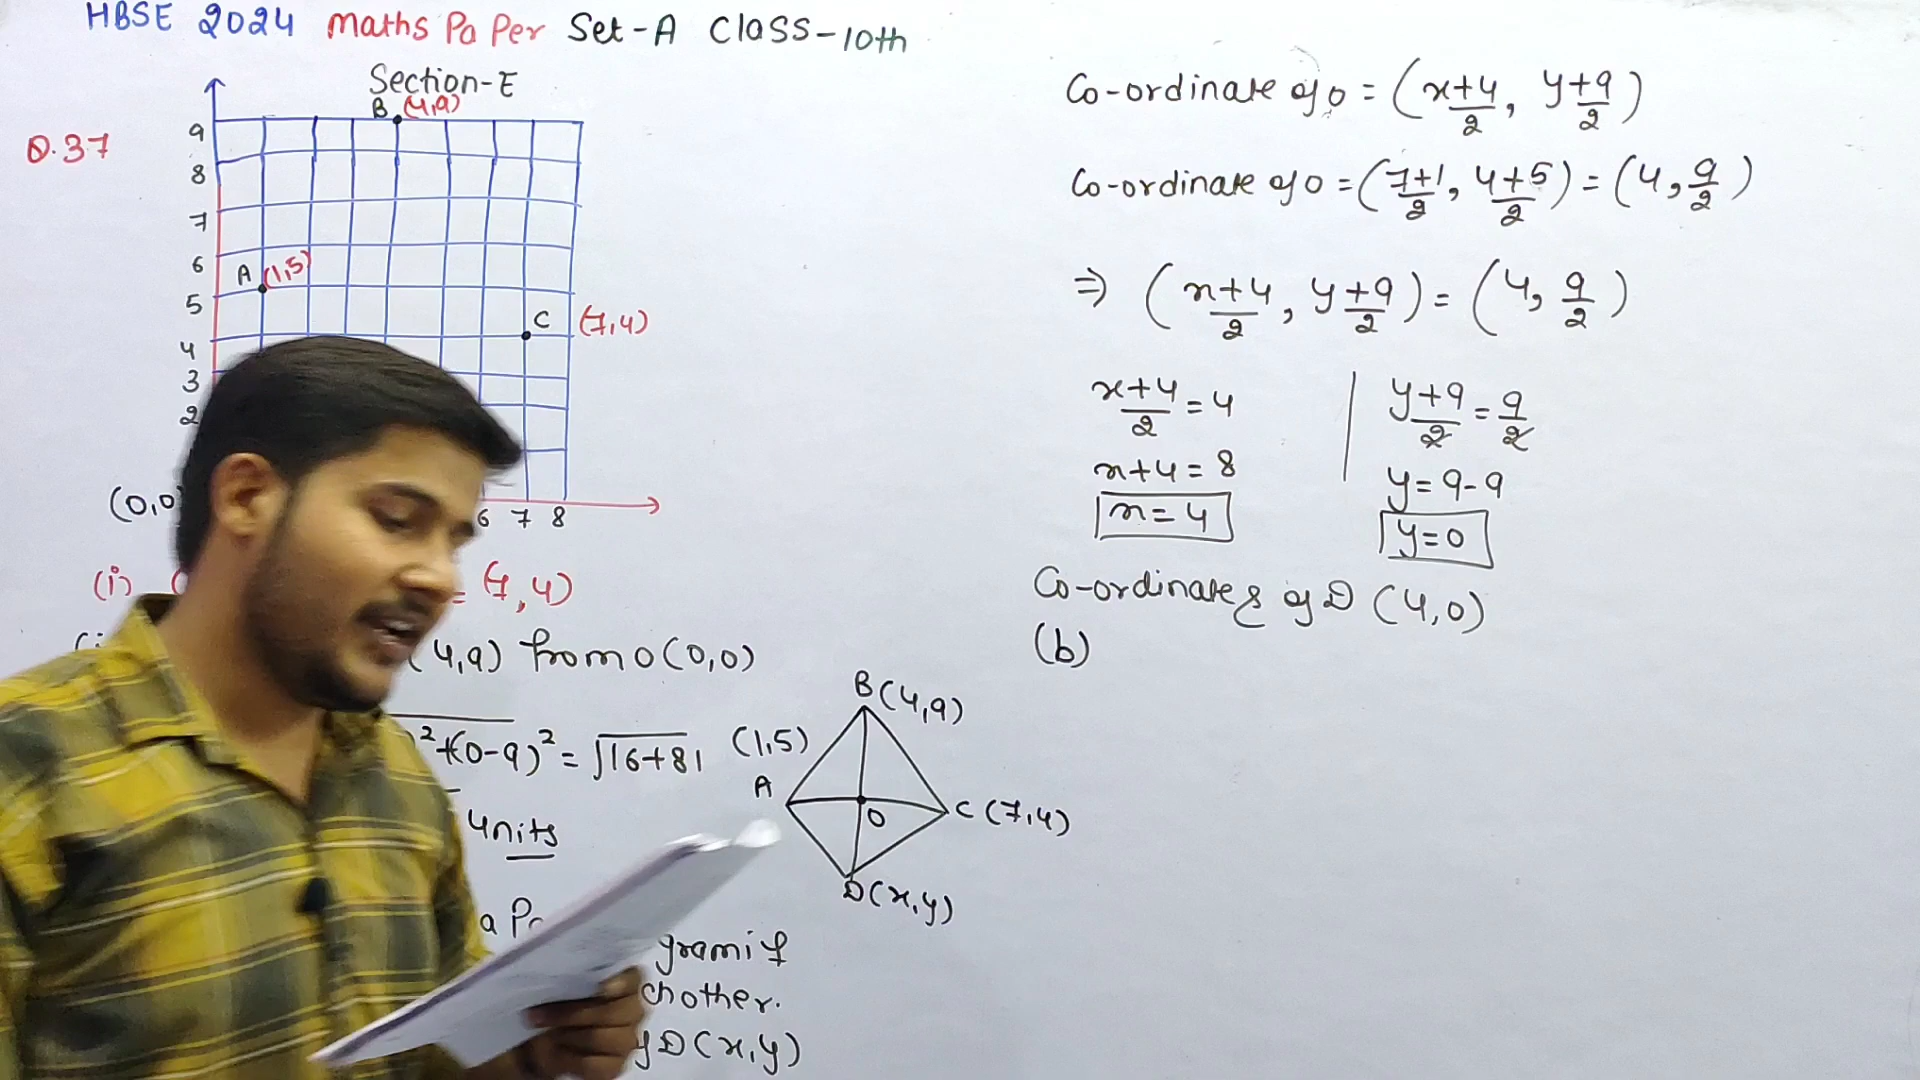 HBSE 2024 Maths Paper Set-A Class-10th
Section-E
Q.37
B (4,9)
9
8
7
6
A (1,5)
5
C (7,4)
4
3
2
(0,0
6 7 8
(i) = (7,4)
(4,9) from O(0,0)
²+(0-9)² = √16+81
units
a
gram if
ch other.
D(x,y)
B(4,9)
(1,5)
A
O
C(7,4)
D(x,y)
Co-ordinate of O = (x+4/2, y+9/2)
Co-ordinate of O = (7+1/2, 4+5/2) = (4, 9/2)
⇒ (x+4/2, y+9/2) = (4, 9/2)
x+4/2 = 4
x+4 = 8
x = 4
y+9/2 = 9/2
y = 9-9
y = 0
Co-ordinates of D (4,0)
(b)